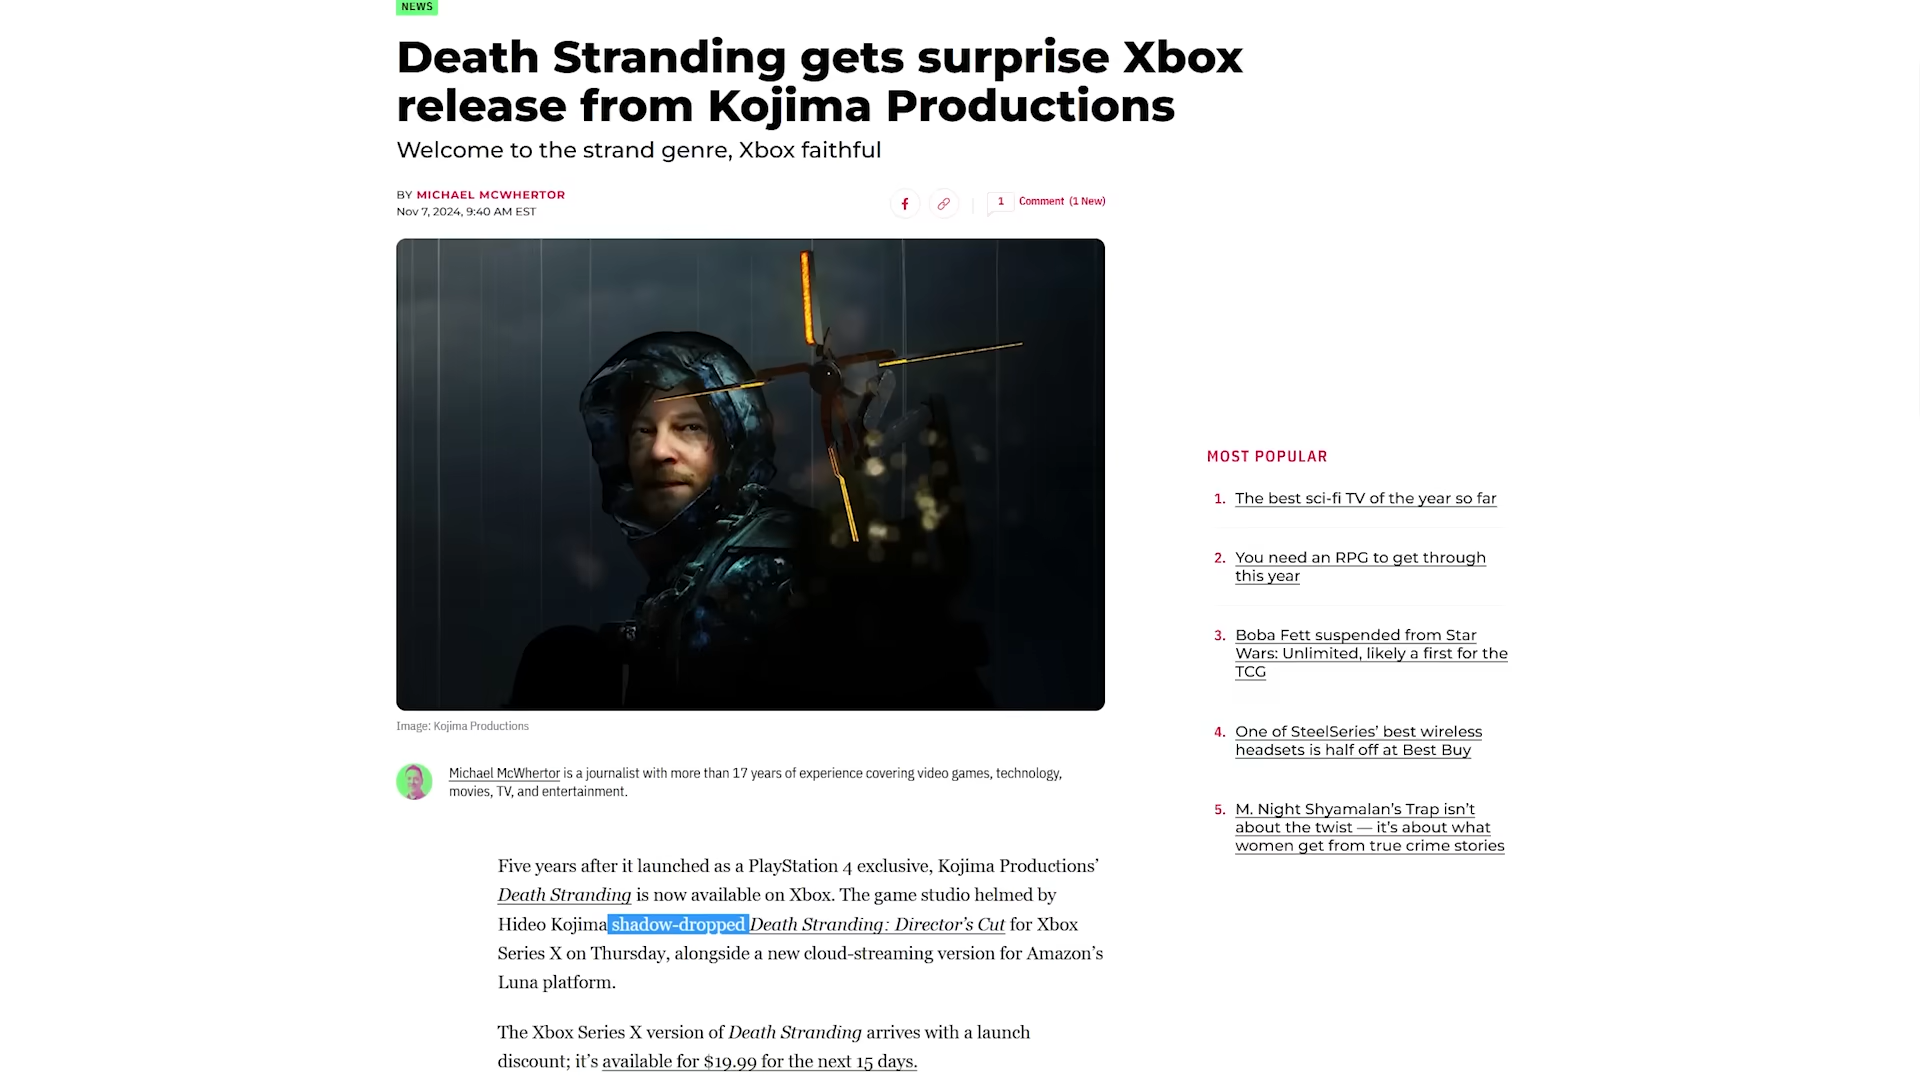 NEWS
Death Stranding gets surprise Xbox
release from Kojima Productions
Welcome to the strand genre, Xbox faithful
BY MICHAEL MCWHERTOR
Nov 7, 2024, 9:40 AM EST
1 Comment (1 New)
Image: Kojima Productions
Michael McWhertor is a journalist with more than 17 years of experience covering video games, technology,
movies, TV, and entertainment.
Five years after it launched as a PlayStation 4 exclusive, Kojima Productions’
Death Stranding is now available on Xbox. The game studio helmed by
Hideo Kojima shadow-dropped Death Stranding: Director’s Cut for Xbox
Series X on Thursday, alongside a new cloud-streaming version for Amazon’s
Luna platform.
The Xbox Series X version of Death Stranding arrives with a launch
discount; it’s available for $19.99 for the next 15 days.
MOST POPULAR
1. The best sci-fi TV of the year so far
2. You need an RPG to get through
this year
3. Boba Fett suspended from Star
Wars: Unlimited, likely a first for the
TCG
4. One of SteelSeries’ best wireless
headsets is half off at Best Buy
5. M. Night Shyamalan’s Trap isn’t
about the twist — it’s about what
women get from true crime stories